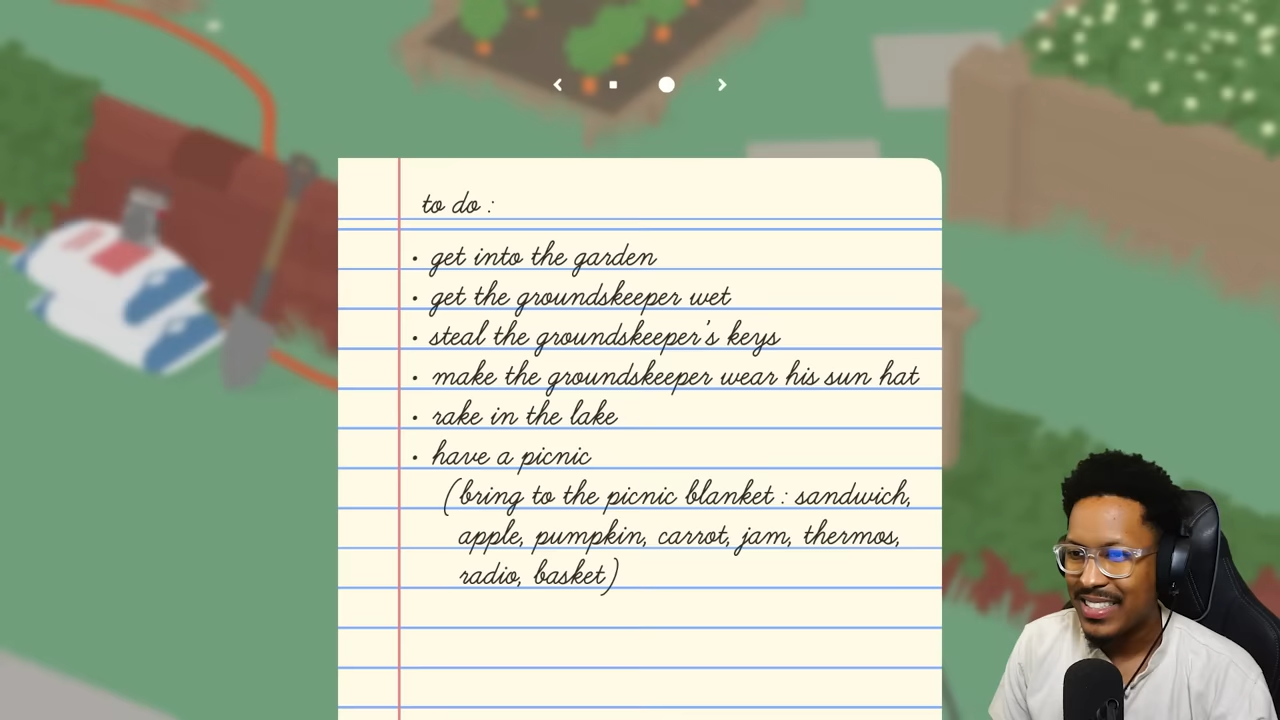 to do :
• get into the garden
• get the groundskeeper wet
• steal the groundskeeper's keys
• make the groundskeeper wear his sun hat
• rake in the lake
• have a picnic
(bring to the picnic blanket : sandwich,
apple, pumpkin, carrot, jam, thermos,
radio, basket)